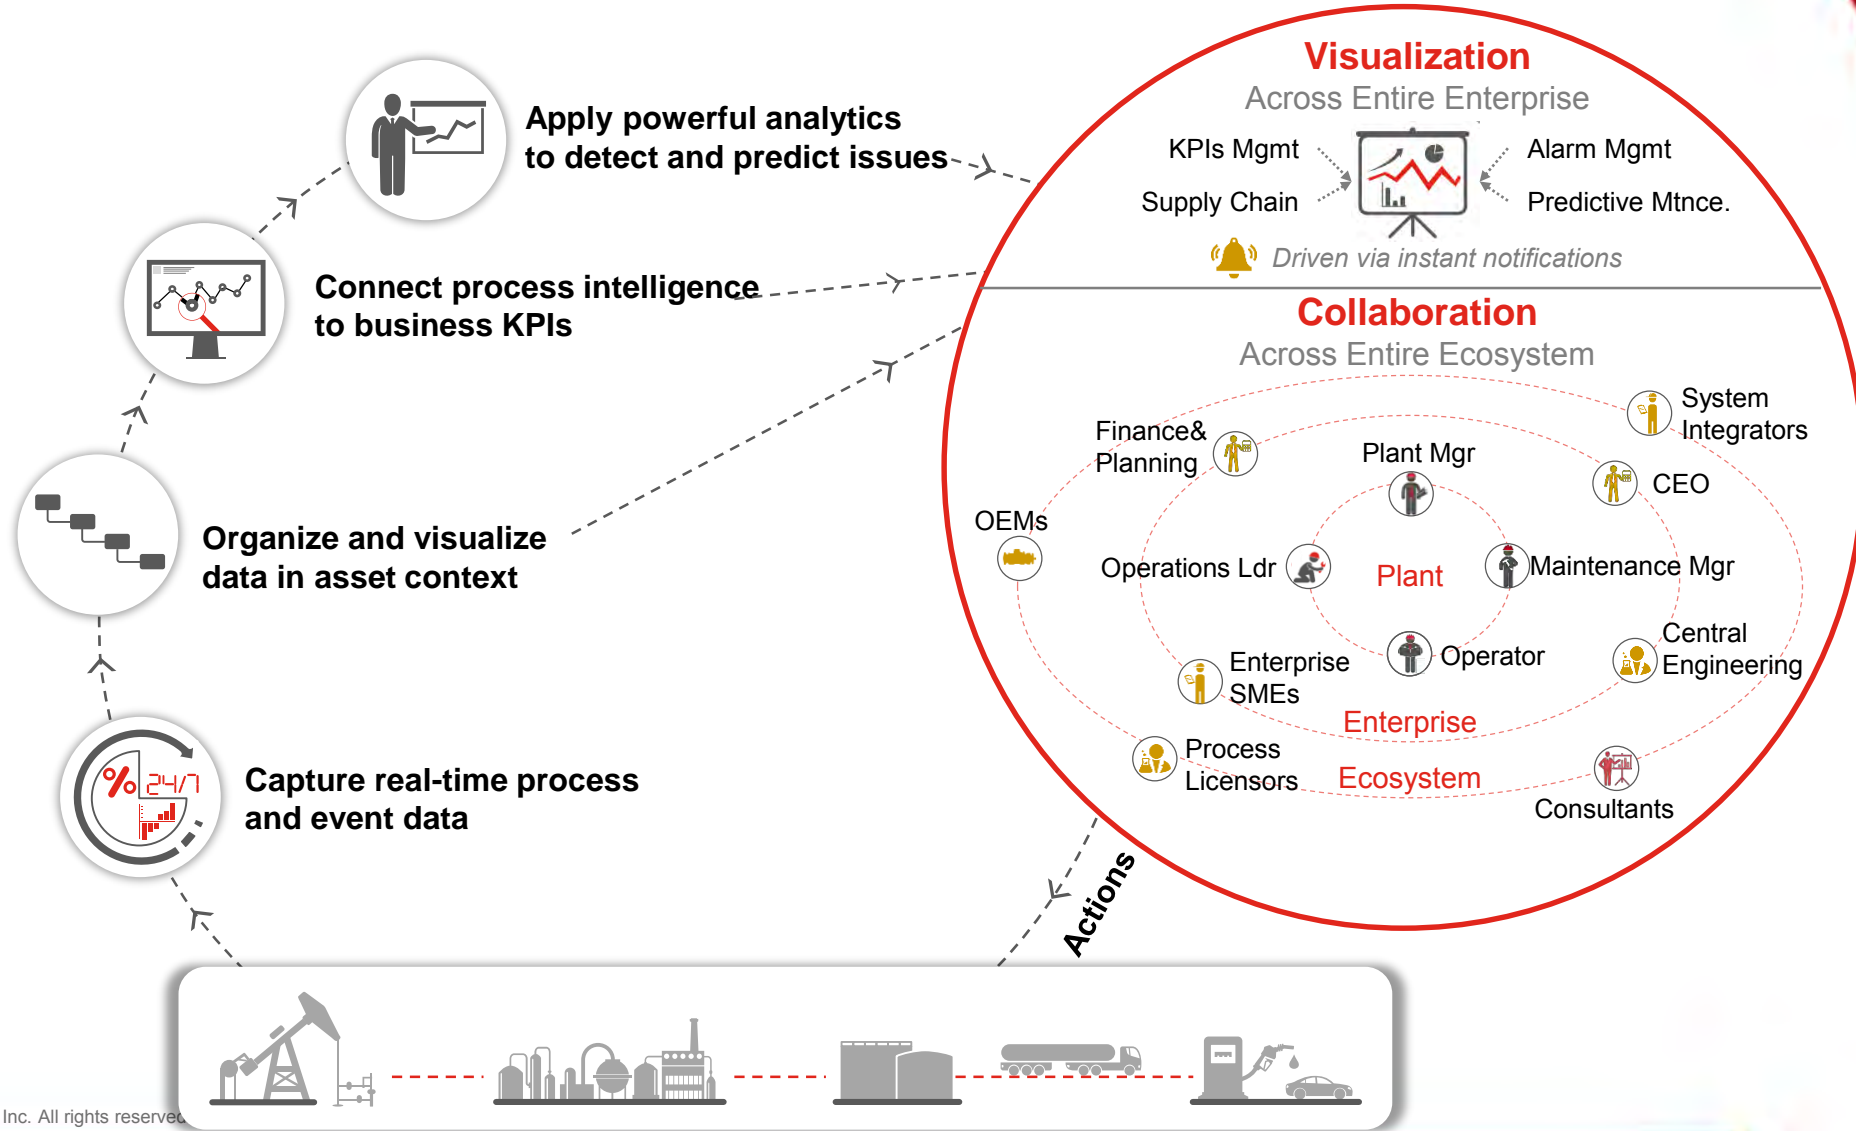 Apply powerful analytics
to detect and predict issues
Connect process intelligence
to business KPIs
Organize and visualize
data in asset context
%
24/7
Capture real-time process
and event data
Visualization
Across Entire Enterprise
KPIs Mgmt
Alarm Mgmt
Supply Chain
Predictive Mtnce.
Driven via instant notifications
Collaboration
Across Entire Ecosystem
System
Integrators
Finance&
Planning
Plant Mgr
CEO
OEMs
Operations Ldr
Plant
Maintenance Mgr
Operator
Central
Engineering
Enterprise
SMEs
Enterprise
Process
Licensors
Ecosystem
Consultants
Actions
Inc. All rights reserved